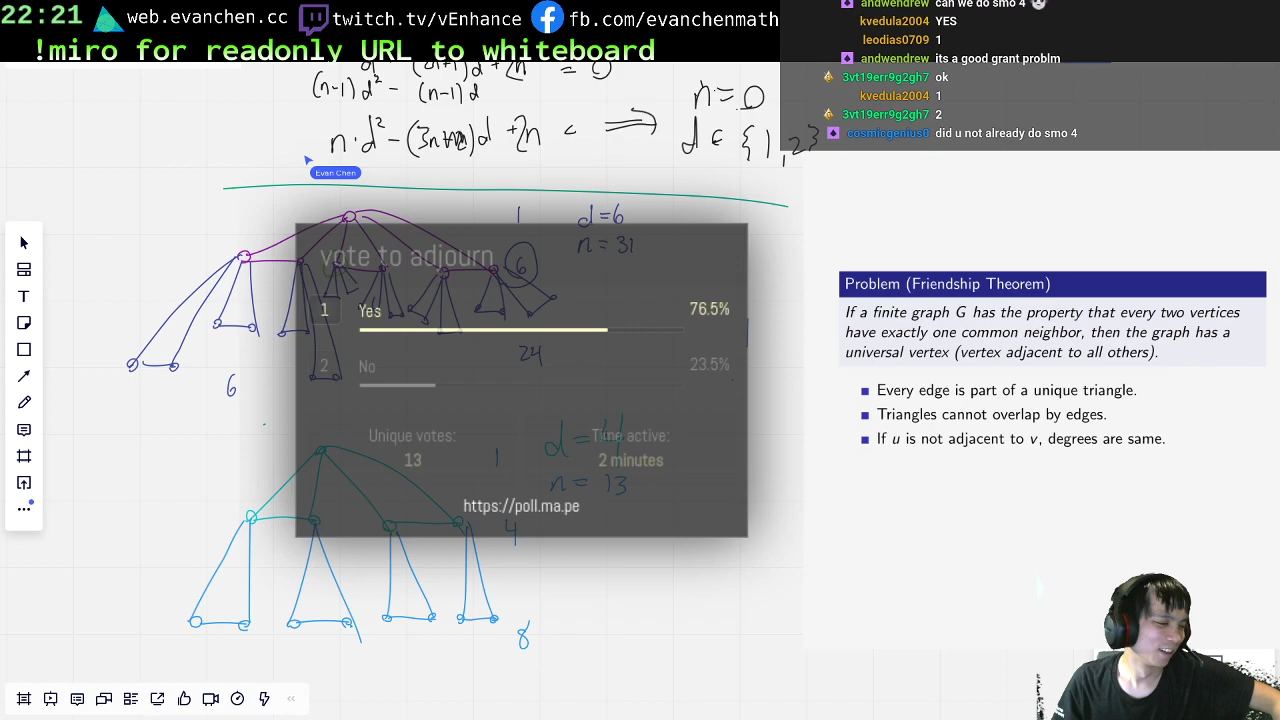 22:21 web.evanchen.cc twitch.tv/vEnhance fb.com/evanchenmath
!miro for readonly URL to whiteboard
andwendrew can we do smo 4
kvedula2004 YES
leodias0709 1
andwendrew its a good grant problm
3vt19err9g2gh7 ok
kvedula2004 1
3vt19err9g2gh7 2
cosmicgenius0 did u not already do smo 4
(n-1)d² - (n-1)d
n = 0
d ∈ {1,2}
Evan Chen
1
d=6
n=31
6
24
6
vote to adjourn
1 Yes 76.5%
2 No 23.5%
Unique votes: Time active:
13 2 minutes
https://poll.ma.pe
1
d=4
n=13
4
8
Problem (Friendship Theorem)
If a finite graph G has the property that every two vertices
have exactly one common neighbor, then the graph has a
universal vertex (vertex adjacent to all others).
Every edge is part of a unique triangle.
Triangles cannot overlap by edges.
If u is not adjacent to v, degrees are same.